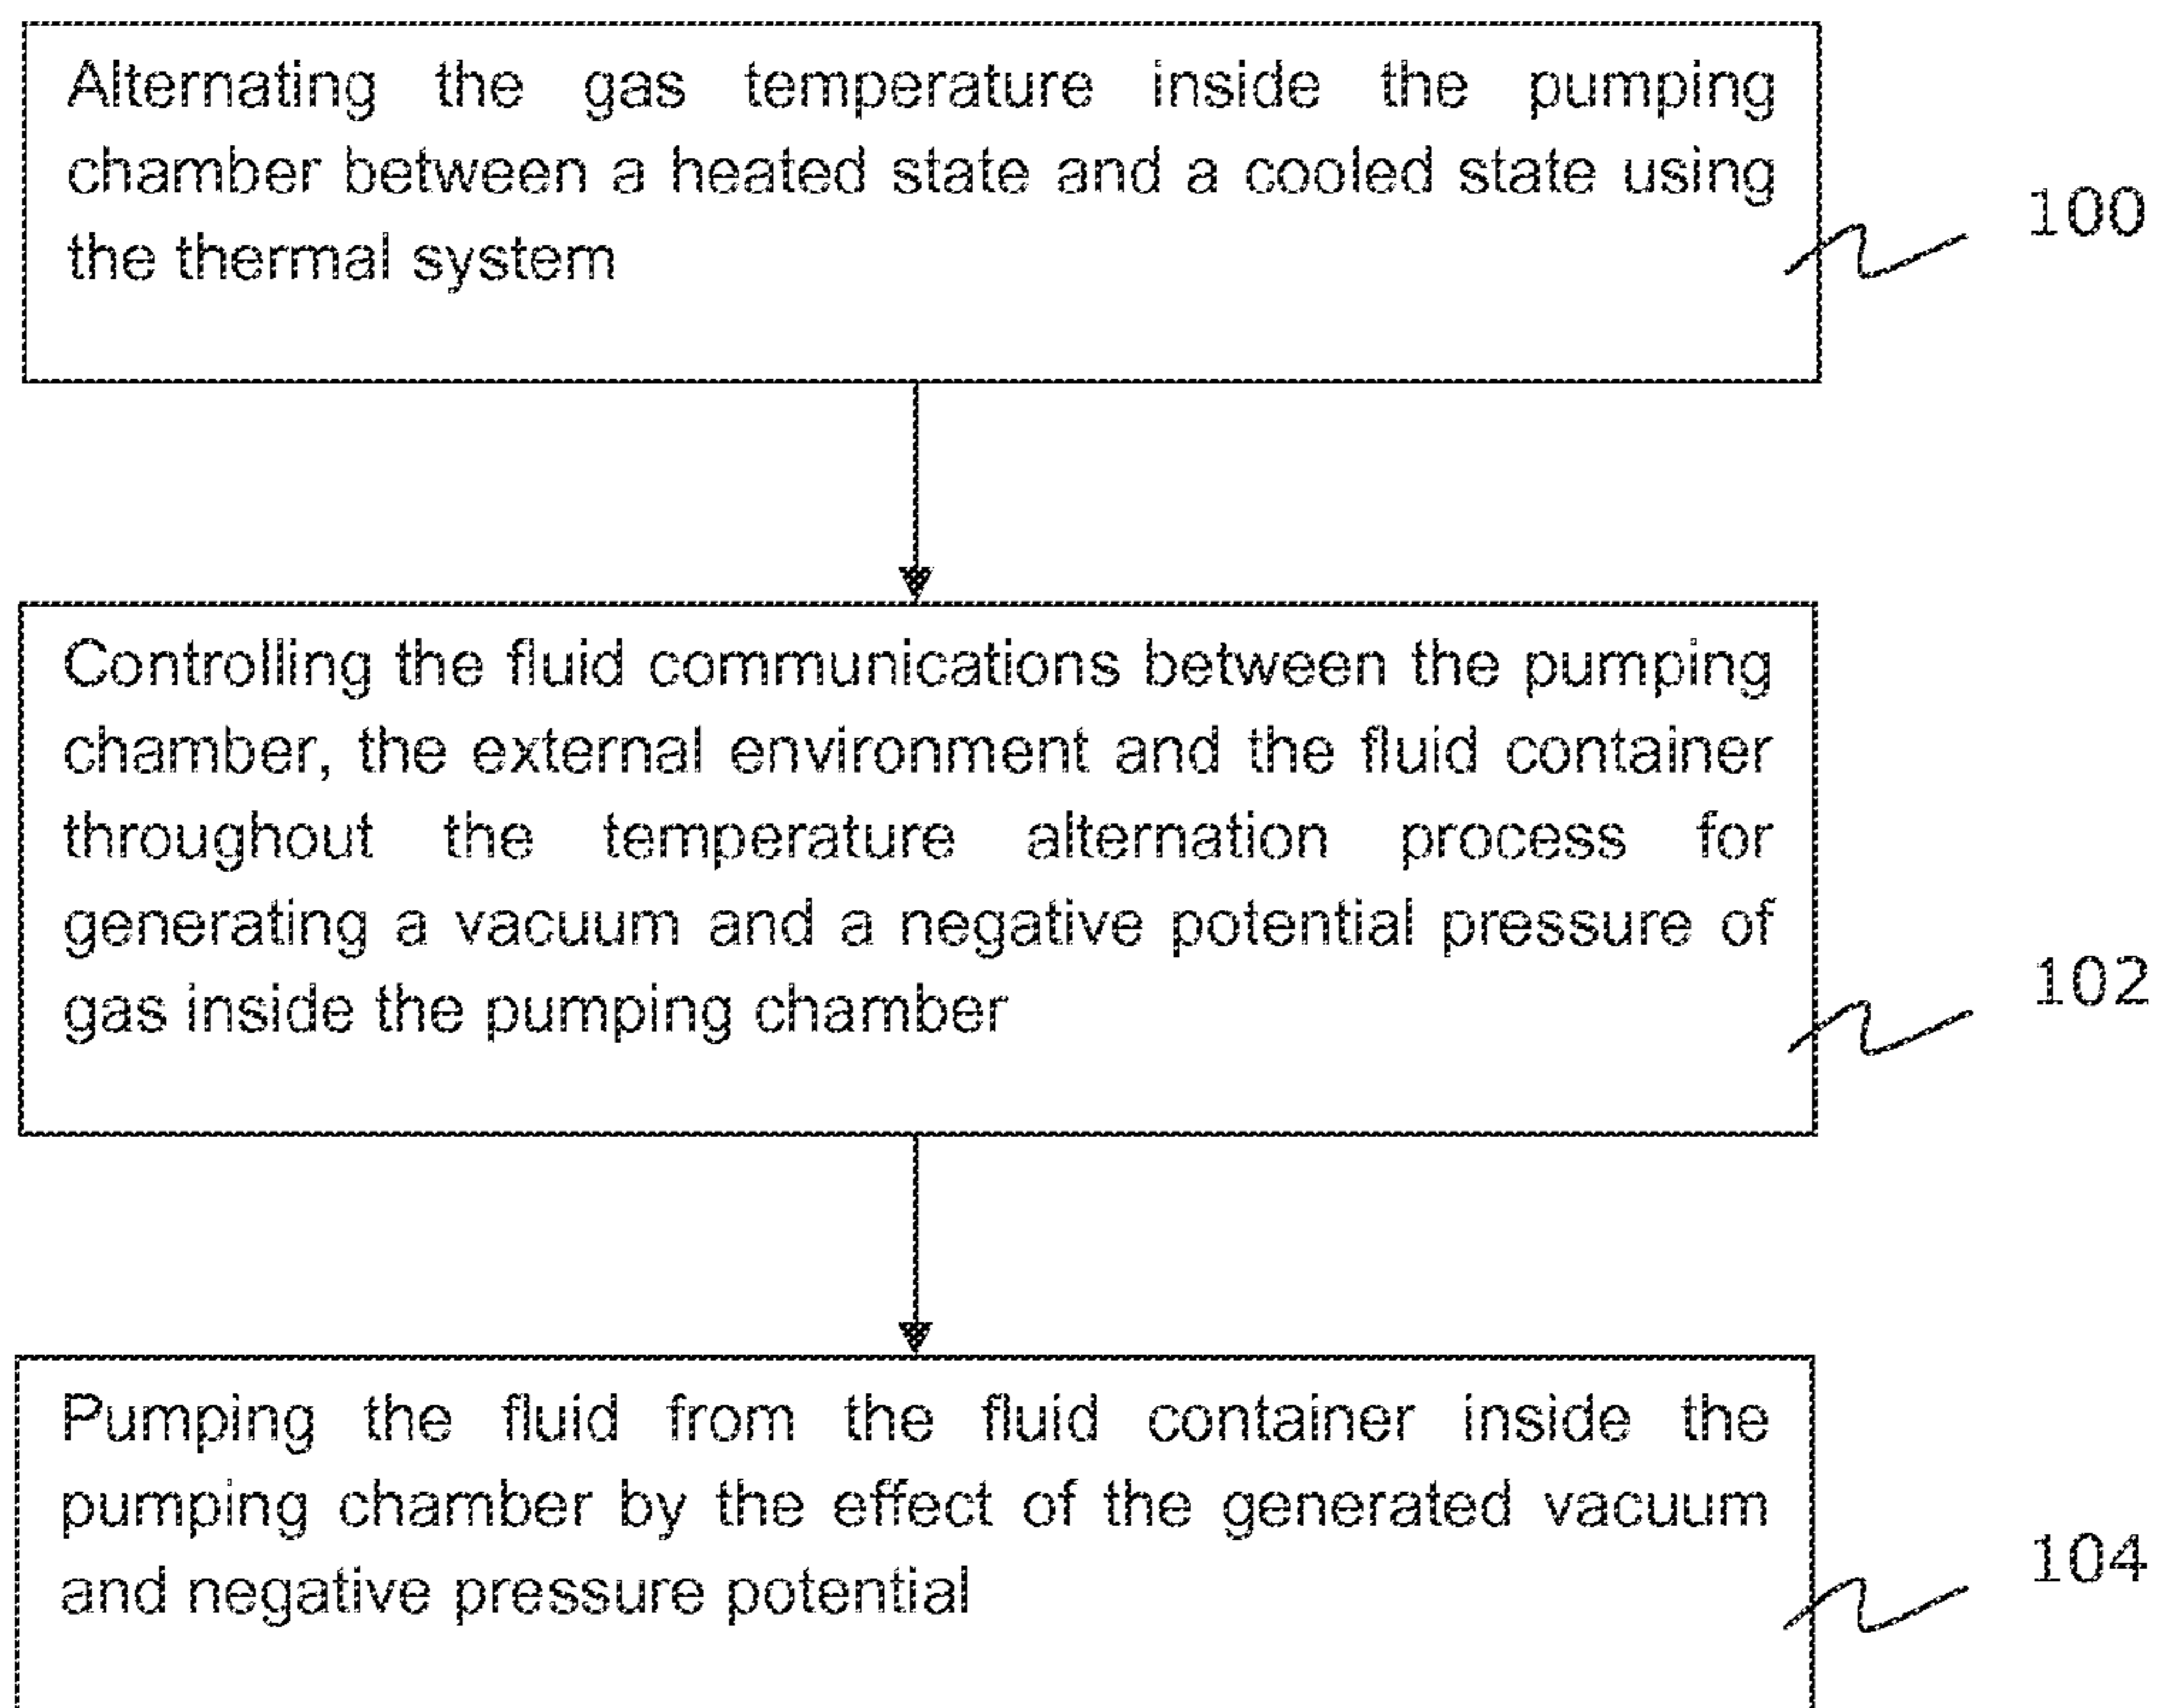 Alternating the gas temperature inside the pumping
chamber between a heated state and a cooled state using
the thermal system
100
Controlling the fluid communications between the pumping
chamber, the external environment and the fluid container
throughout the temperature alternation process for
generating a vacuum and a negative potential pressure of
gas inside the pumping chamber
102
Pumping the fluid from the fluid container inside the
pumping chamber by the effect of the generated vacuum
and negative pressure potential
104